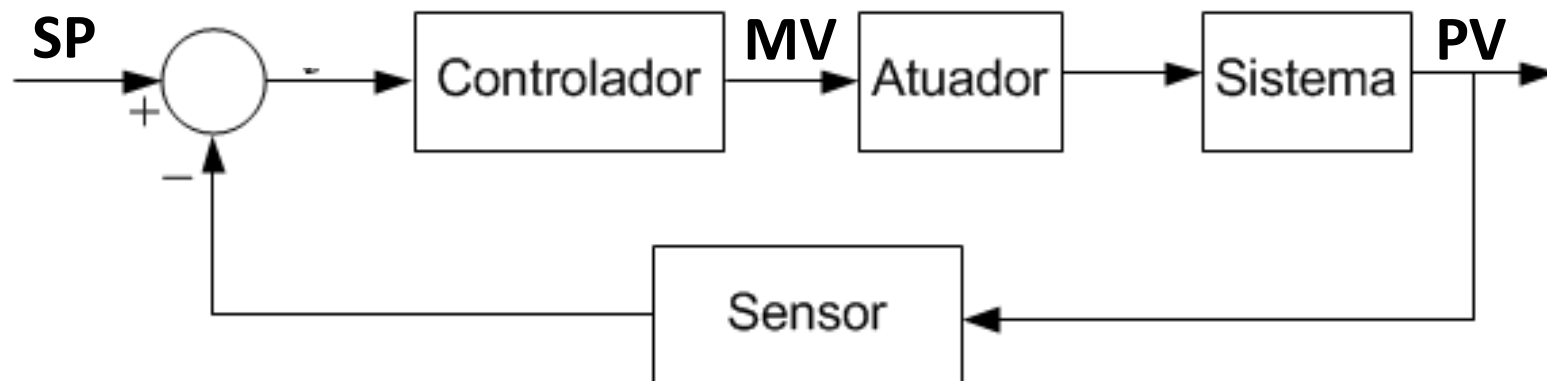 SP
MV
PV
Controlador
Atuador
Sistema
+
−
Sensor